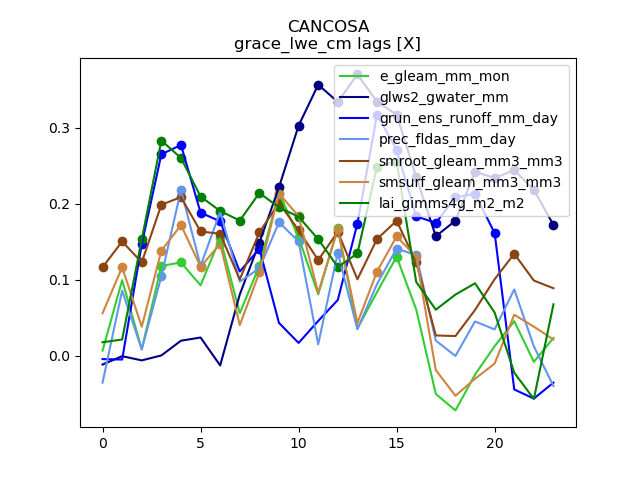 CANCOSA
grace_lwe_cm lags [X]
e_gleam_mm_mon
glws2_gwater_mm
grun_ens_runoff_mm_day
prec_fldas_mm_day
smroot_gleam_mm3_mm3
smsurf_gleam_mm3_mm3
lai_gimms4g_m2_m2
0.3
0.2
0.1
0.0
0 5 10 15 20